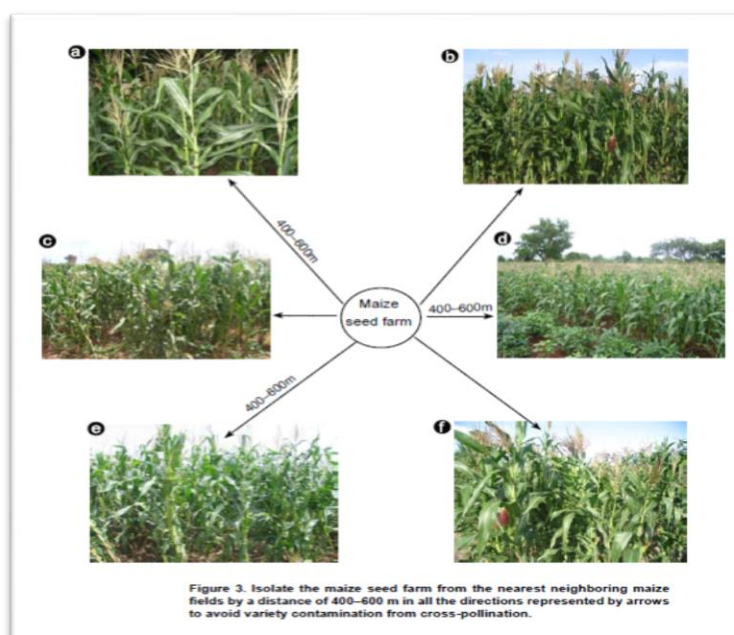 a
b
400–600m
c
d
Maize
seed farm
400–600m
400–600m
e
f
Figure 3. Isolate the maize seed farm from the nearest neighboring maize
fields by a distance of 400–600 m in all the directions represented by arrows
to avoid variety contamination from cross-pollination.